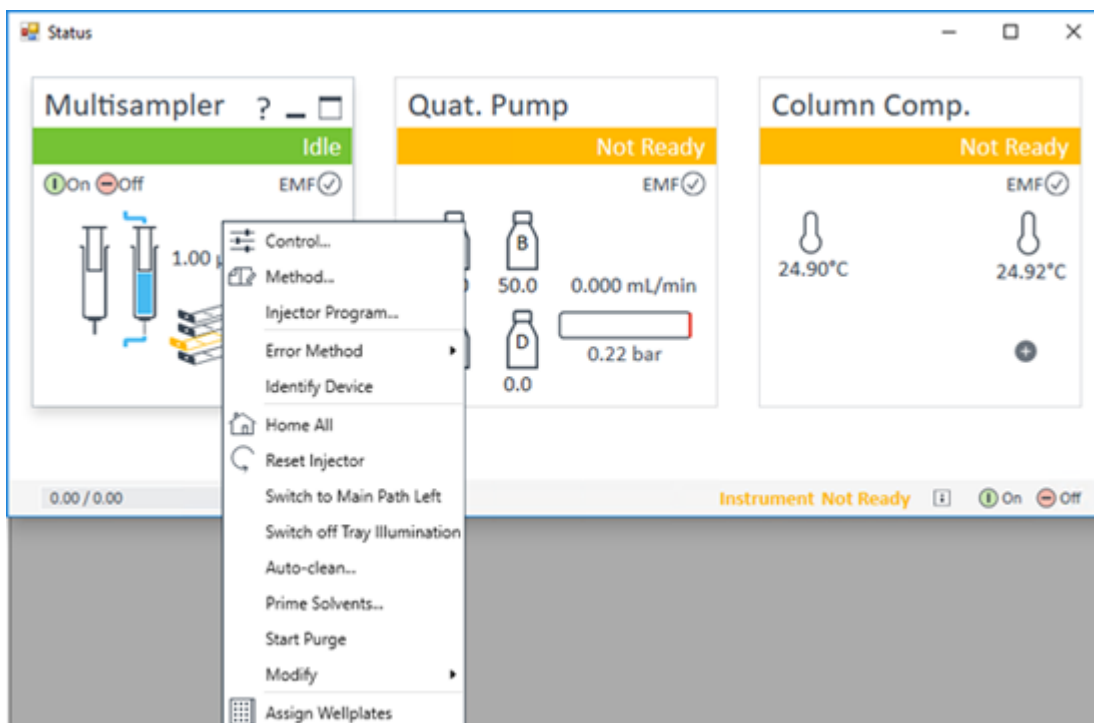 Status
Multisampler ?
Idle
On Off EMF
1.00
Quat. Pump
Not Ready
EMF
B
50.0 0.000 mL/min
D
0.22 bar
0.0
Column Comp.
Not Ready
EMF
24.90°C 24.92°C
Control...
Method...
Injector Program...
Error Method
Identify Device
Home All
Reset Injector
Switch to Main Path Left
Switch off Tray Illumination
Auto-clean...
Prime Solvents...
Start Purge
Modify
Assign Wellplates
0.00 / 0.00 Instrument Not Ready On Off